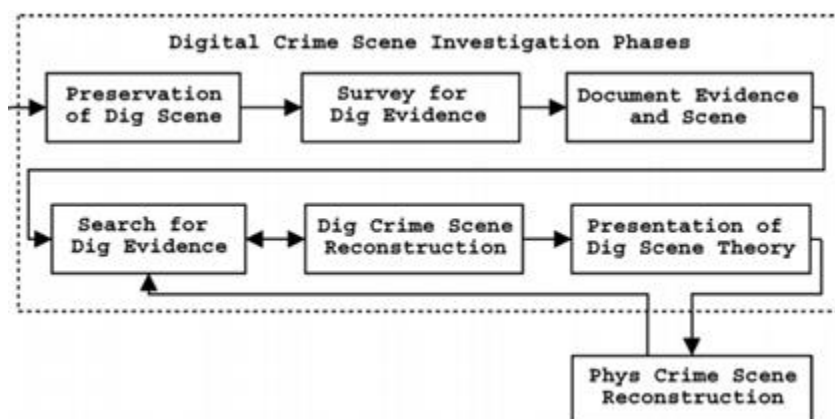 Digital Crime Scene Investigation Phases
Preservation
of Dig Scene
Survey for
Dig Evidence
Document Evidence
and Scene
Search for
Dig Evidence
Dig Crime Scene
Reconstruction
Presentation of
Dig Scene Theory
Phys Crime Scene
Reconstruction